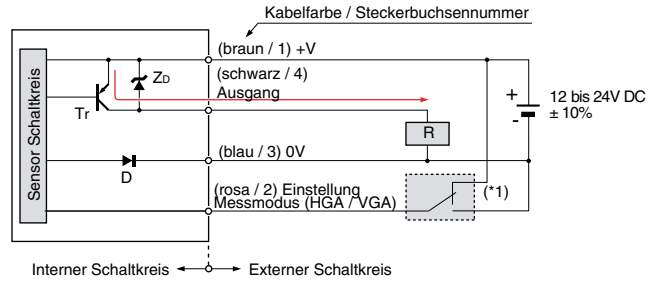 Kabelfarbe / Steckerbuchsennummer
(braun / 1) +V
(schwarz / 4)
Ausgang
ZD
Tr
Sensor Schaltkreis
+
-
12 bis 24V DC
± 10%
R
(blau / 3) 0V
D
(rosa / 2) Einstellung
Messmodus (HGA / VGA)
(*1)
Interner Schaltkreis
Externer Schaltkreis